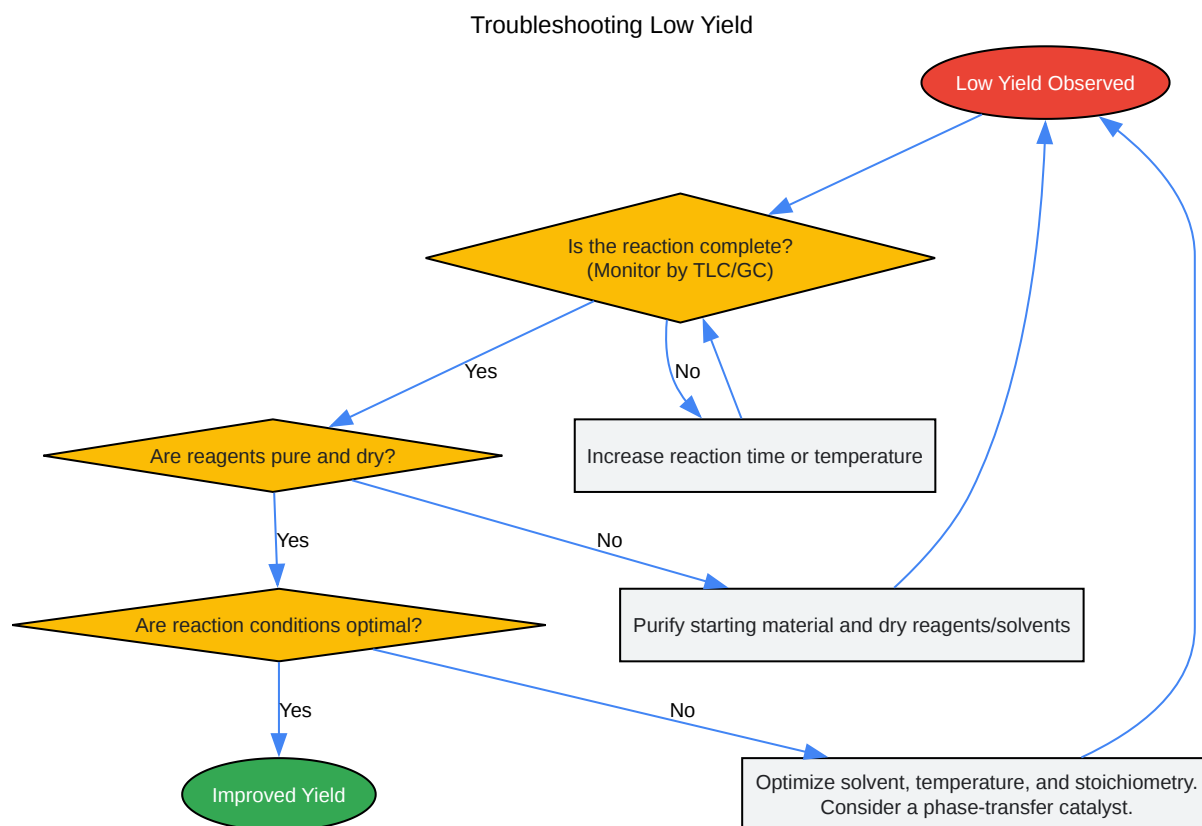 Troubleshooting Low Yield
Low Yield Observed
Is the reaction complete?
(Monitor by TLC/GC)
Yes
No
Are reagents pure and dry?
Increase reaction time or temperature
Yes
No
Are reaction conditions optimal?
Purify starting material and dry reagents/solvents
Yes
No
Improved Yield
Optimize solvent, temperature, and stoichiometry.
Consider a phase-transfer catalyst.